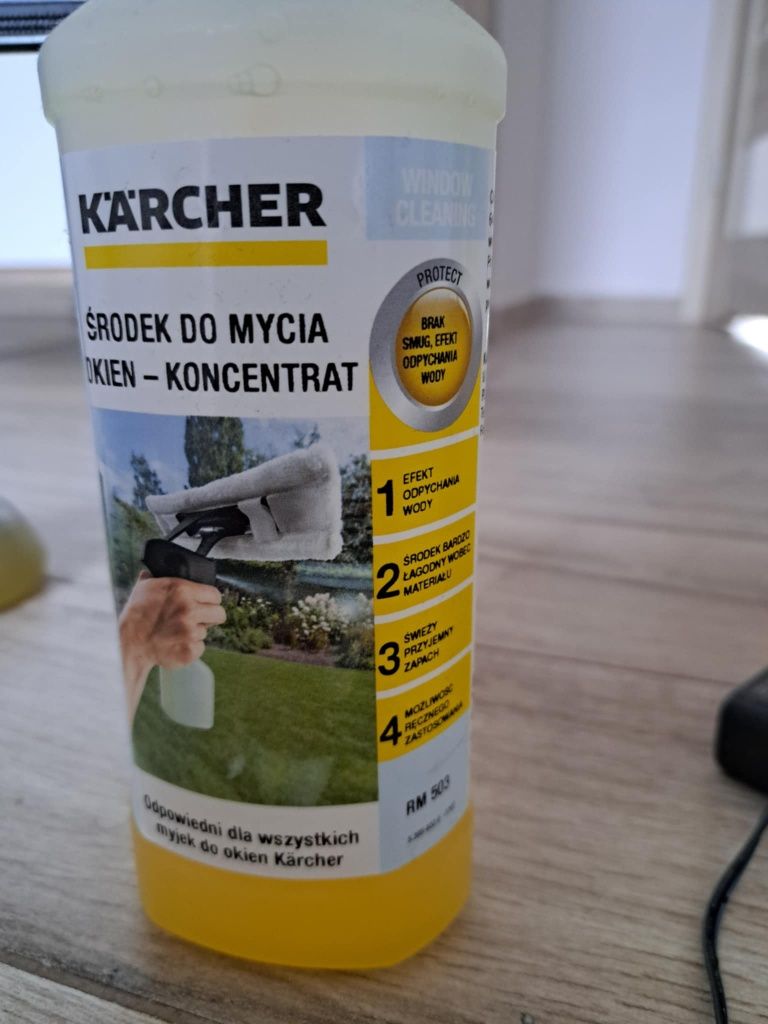 KÄRCHER
WINDOW
CLEANING
ŚRODEK DO MYCIA
OKIEN – KONCENTRAT
PROTECT
BRAK
SMUG, EFEKT
ODPYCHANIA
WODY
1 EFEKT
ODPYCHANIA
WODY
2 ŚRODEK BARDZO
ŁAGODNY WOBEC
MATERIAŁU
3 ŚWIEŻY
PRZYJEMNY
ZAPACH
4 MOŻLIWOŚĆ
RĘCZNEGO
ZASTOSOWANIA
RM 503
Odpowiedni dla wszystkich
myjek do okien Kärcher